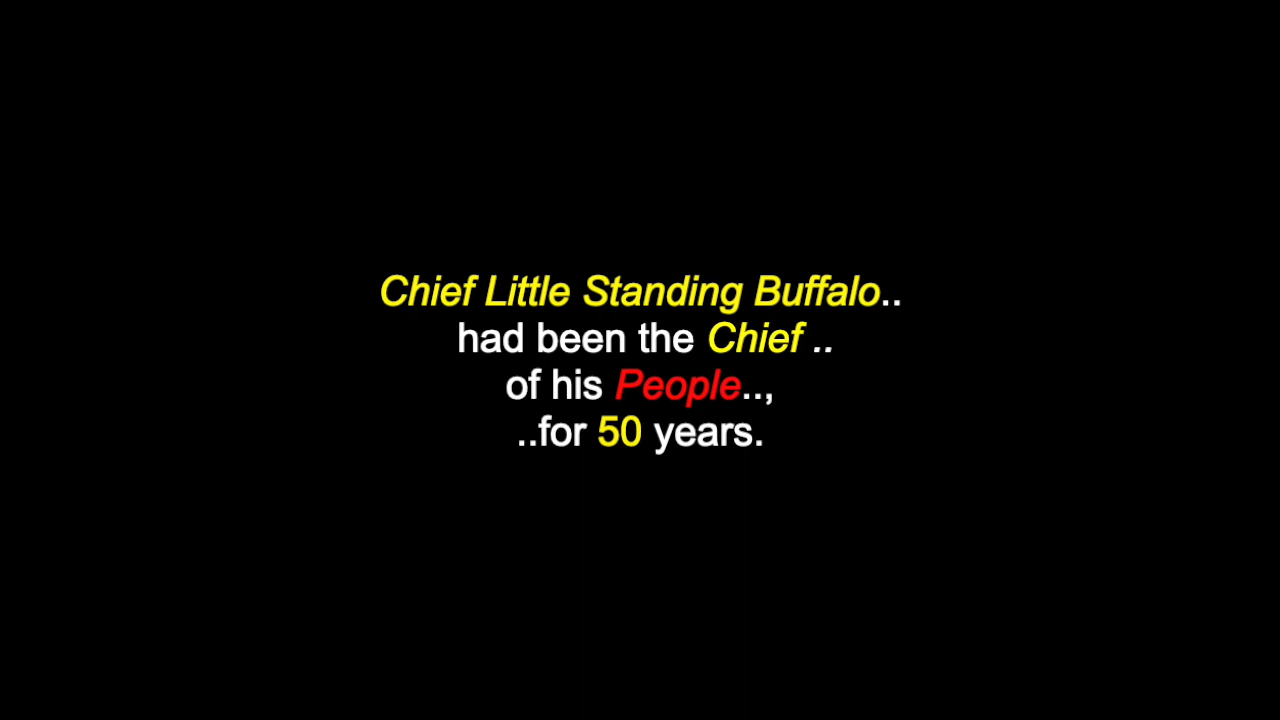 Chief Little Standing Buffalo..
had been the Chief ..
of his People..,
..for 50 years.